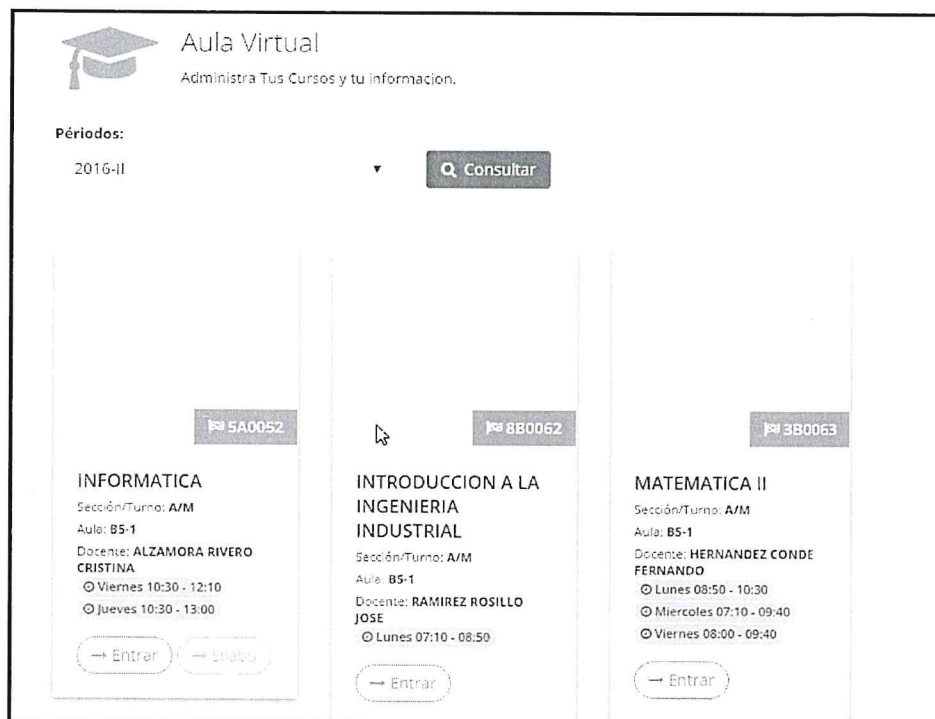 Aula Virtual
Administra Tus Cursos y tu informacion.
Périodos:
2016-II
Consultar
5A0052
INFORMATICA
Sección/Turno: A/M
Aula: B5-1
Docente: ALZAMORA RIVERO
CRISTINA
Viernes 10:30 - 12:10
Jueves 10:30 - 13:00
→ Entrar
8B0062
INTRODUCCION A LA
INGENIERIA
INDUSTRIAL
Sección/Turno: A/M
Aula: B5-1
Docente: RAMIREZ ROSILLO
JOSE
Lunes 07:10 - 08:50
→ Entrar
3B0063
MATEMATICA II
Sección/Turno: A/M
Aula: B5-1
Docente: HERNANDEZ CONDE
FERNANDO
Lunes 08:50 - 10:30
Miercoles 07:10 - 09:40
Viernes 08:00 - 09:40
→ Entrar